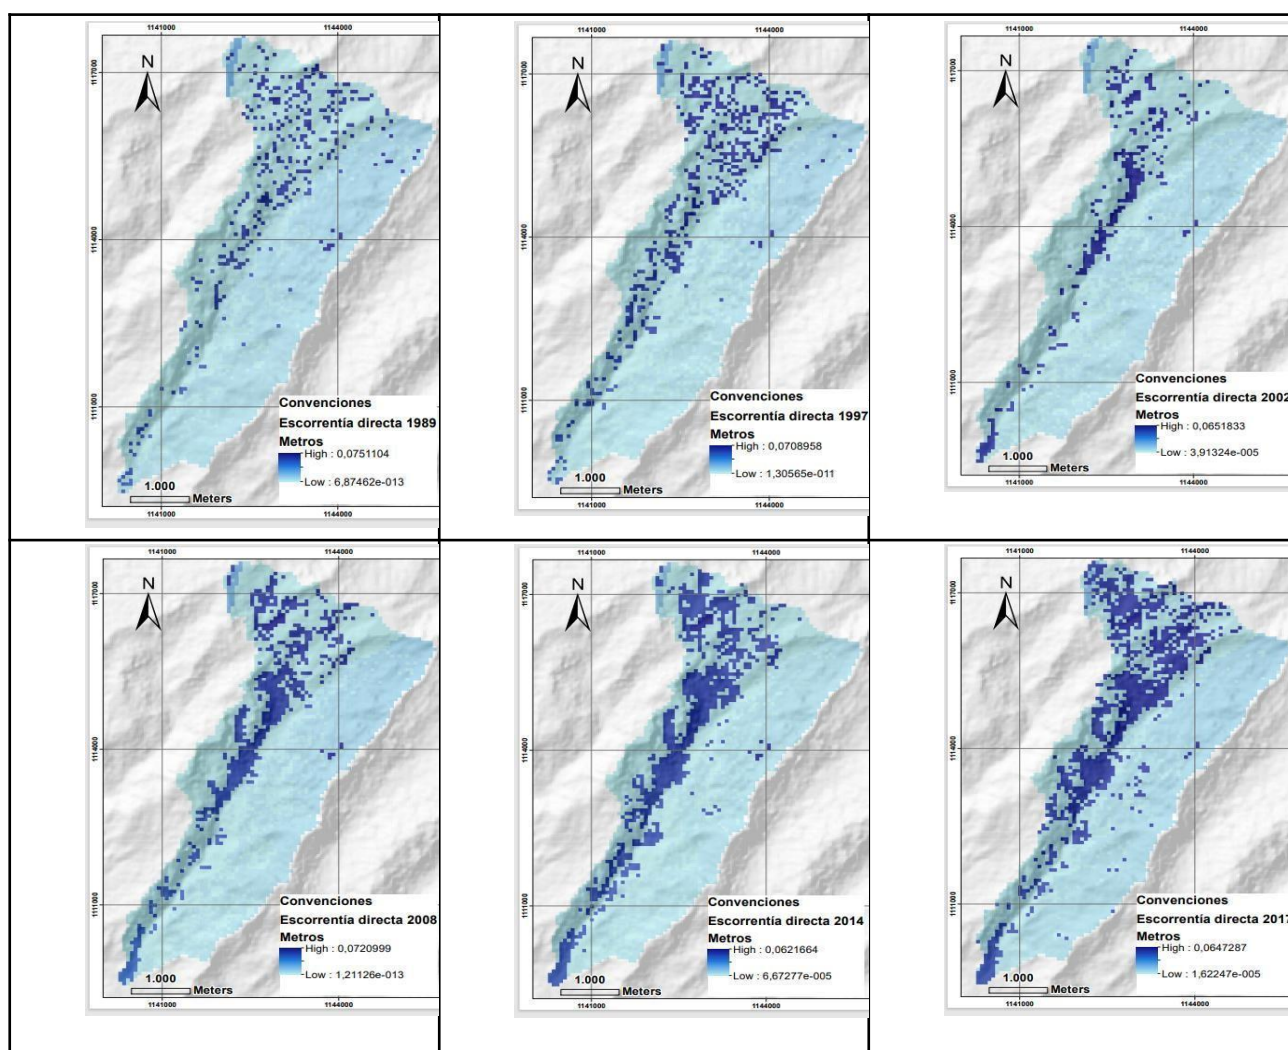 1141000 1144000
N
1117000
1114000
1111000
Convenciones
Escorrentía directa 1989
Metros
High : 0,0751104
Low : 6,87462e-013
1.000
Meters
1141000 1144000
1141000 1144000
N
1117000
1114000
1111000
Convenciones
Escorrentía directa 1997
Metros
High : 0,0708958
Low : 1,30565e-011
1.000
Meters
1141000 1144000
1141000 1144000
N
1117000
1114000
1111000
Convenciones
Escorrentía directa 2002
Metros
High : 0,0651833
Low : 3,91324e-005
1.000
Meters
1141000 1144000
1141000 1144000
N
1117000
1114000
1111000
Convenciones
Escorrentía directa 2008
Metros
High : 0,0720999
Low : 1,21126e-013
1.000
Meters
1141000 1144000
1141000 1144000
N
1117000
1114000
1111000
Convenciones
Escorrentía directa 2014
Metros
High : 0,0621664
Low : 6,67277e-005
1.000
Meters
1141000 1144000
1141000 1144000
N
1117000
1114000
1111000
Convenciones
Escorrentía directa 2017
Metros
High : 0,0647287
Low : 1,62247e-005
1.000
Meters
1141000 1144000